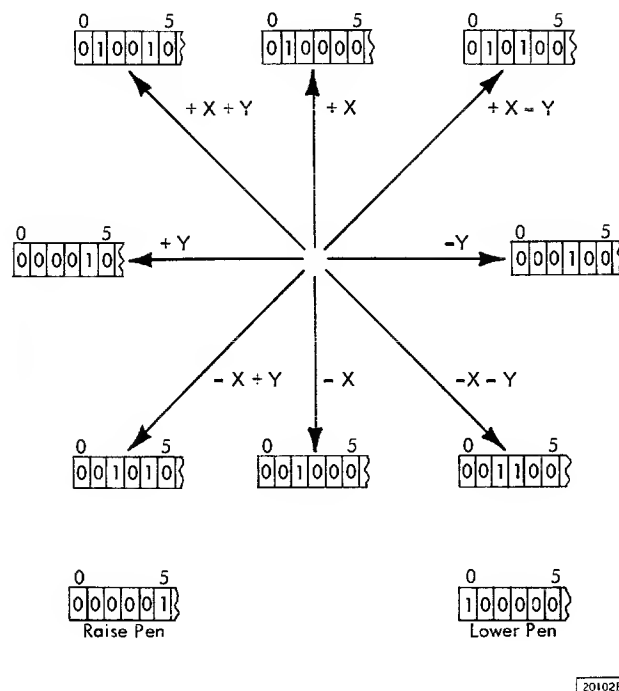 0 5 0 5 0 5
010010 010000 010100
+ X + Y + X + X - Y
0 5 0 5
000010 + Y -Y 000100
- X + Y - X -X - Y
0 5 0 5 0 5
001010 001000 001100
0 5 0 5
000001 100000
Raise Pen Lower Pen